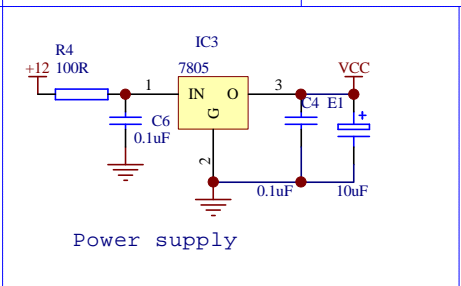 IC3
R4
+12 100R
7805
VCC
1
3
IN O
G
C4 E1
+
C6
0.1uF
2
0.1uF
10uF
Power supply